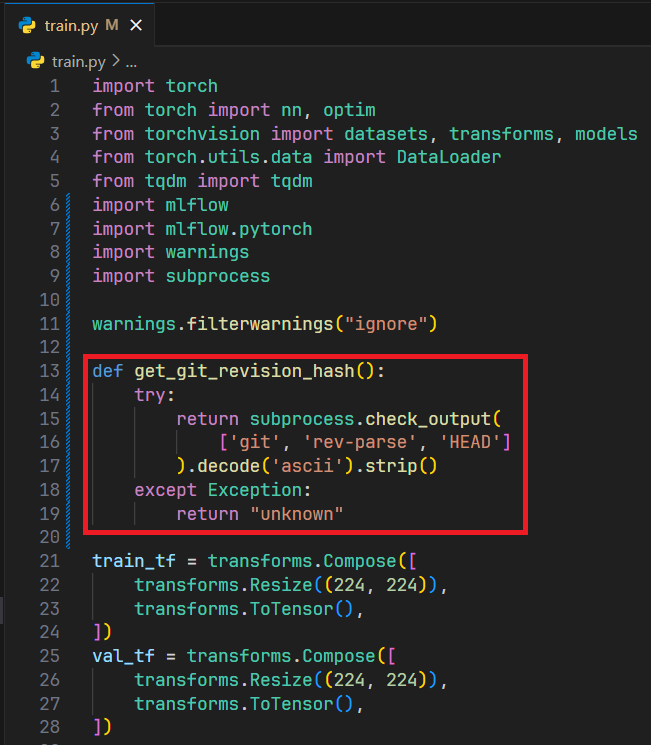 train.py M ×
train.py > ...
1 import torch
2 from torch import nn, optim
3 from torchvision import datasets, transforms, models
4 from torch.utils.data import DataLoader
5 from tqdm import tqdm
6 import mlflow
7 import mlflow.pytorch
8 import warnings
9 import subprocess
10
11 warnings.filterwarnings("ignore")
12
13 def get_git_revision_hash():
14     try:
15         return subprocess.check_output(
16             ['git', 'rev-parse', 'HEAD']
17         ).decode('ascii').strip()
18     except Exception:
19         return "unknown"
20
21 train_tf = transforms.Compose([
22     transforms.Resize((224, 224)),
23     transforms.ToTensor(),
24 ])
25 val_tf = transforms.Compose([
26     transforms.Resize((224, 224)),
27     transforms.ToTensor(),
28 ])